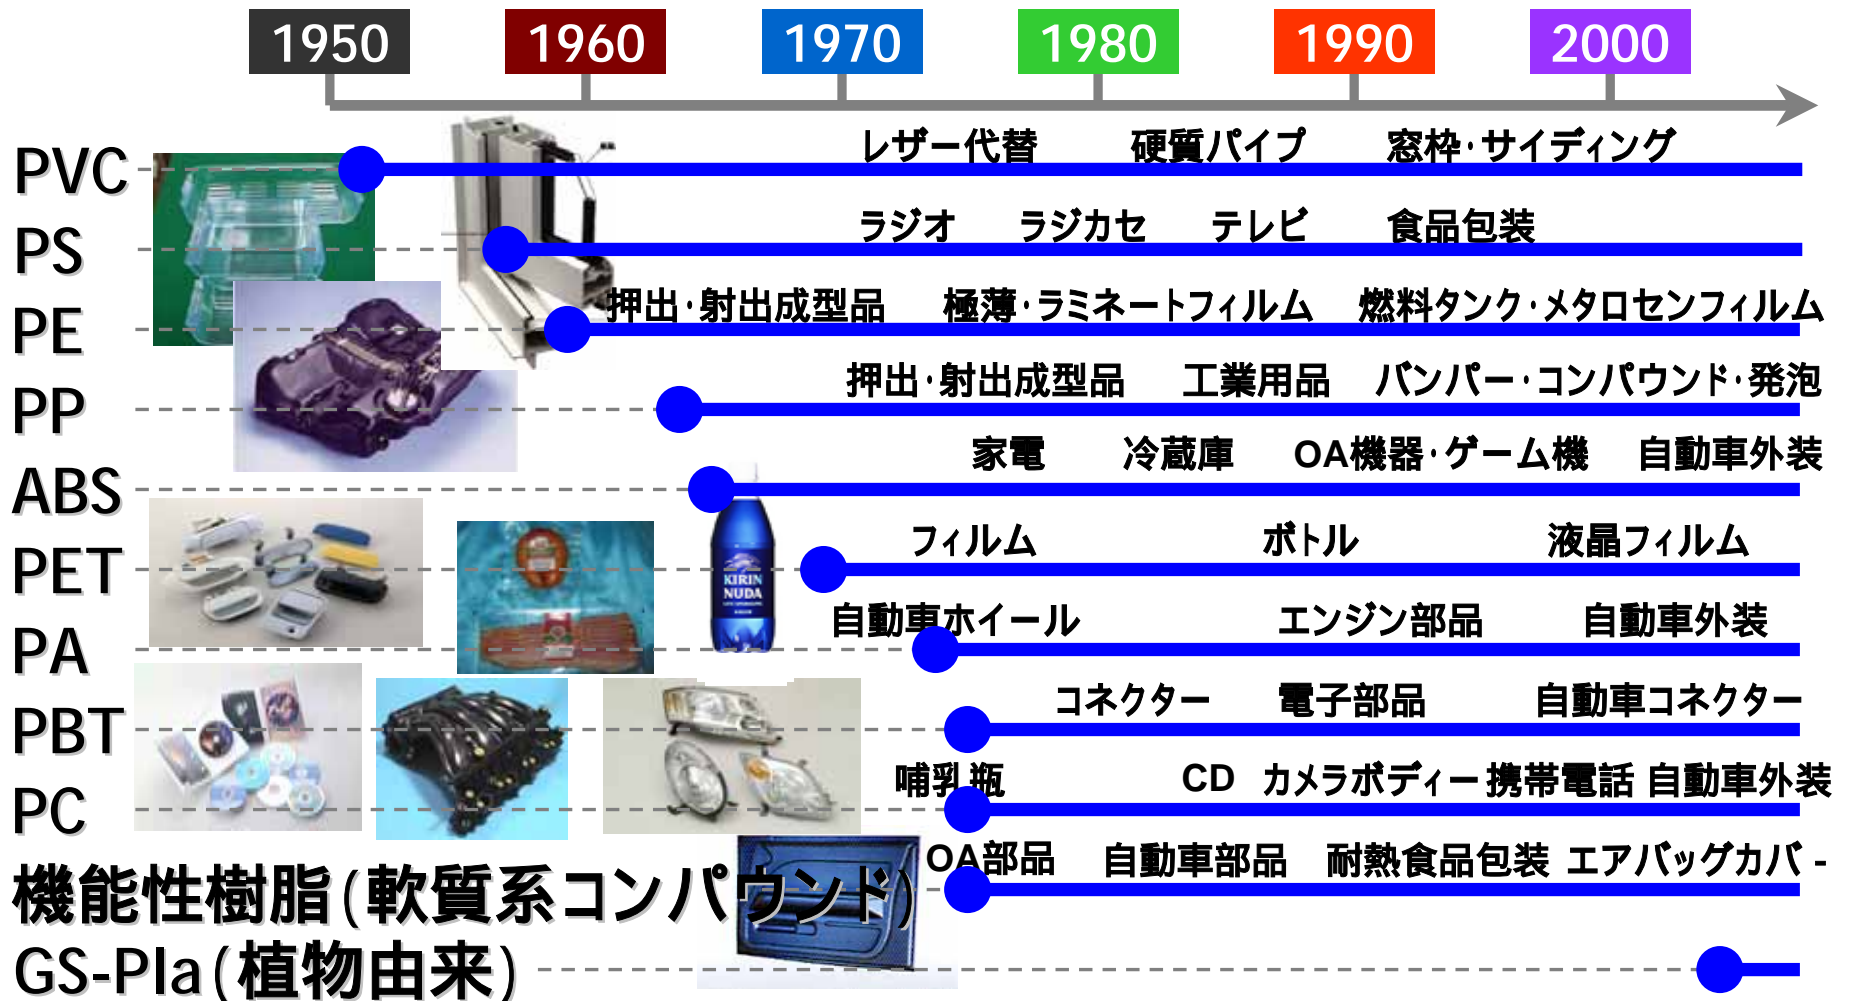 1950 1960 1970 1980 1990 2000
レザー代替 硬質パイプ 窓枠・サイディング
PVC
ラジオ ラジカセ テレビ 食品包装
PS
押出・射出成型品 極薄・ラミネートフィルム 燃料タンク・メタロセンフィルム
PE
押出・射出成型品 工業用品 バンパー・コンパウンド・発泡
PP
家電 冷蔵庫 OA機器・ゲーム機 自動車外装
ABS
フィルム ボトル 液晶フィルム
PET
KIRIN
NUDA
自動車ホイール エンジン部品 自動車外装
PA
コネクター 電子部品 自動車コネクター
PBT
哺乳瓶 CD カメラボディー 携帯電話 自動車外装
PC
OA部品 自動車部品 耐熱食品包装 エアバッグカバ-
機能性樹脂(軟質系コンパウンド)
GS-Pla(植物由来)